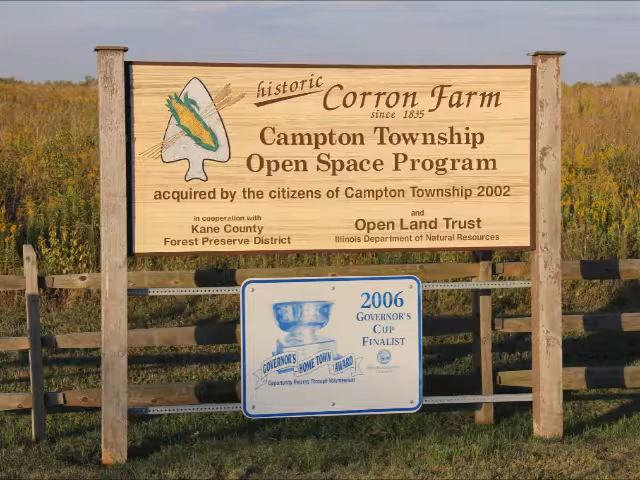 historic Corron Farm
since 1835
Campton Township
Open Space Program
acquired by the citizens of Campton Township 2002
in cooperation with
Kane County
Forest Preserve District
and
Open Land Trust
Illinois Department of Natural Resources
2006
GOVERNOR'S
CUP
FINALIST
GOVERNOR'S HOME TOWN AWARD